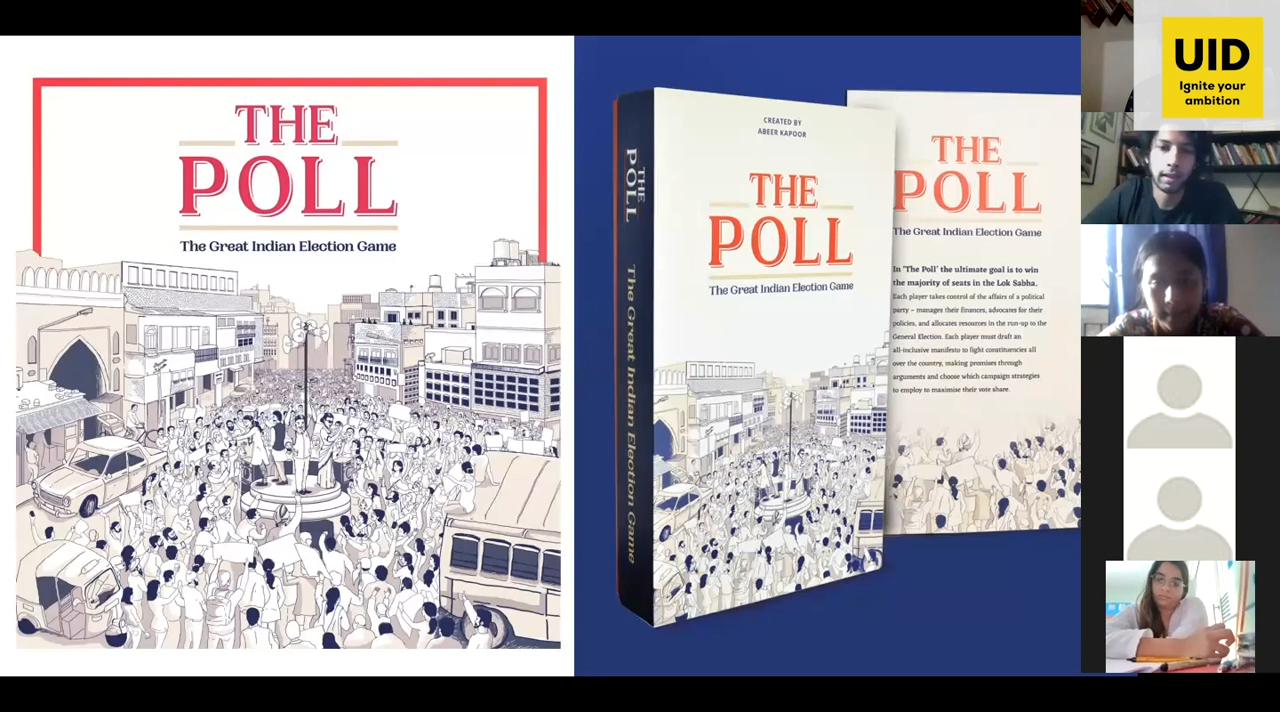 THE
POLL
The Great Indian Election Game
THE
POLL
The Great Indian Election Game
CREATED BY
ABEER KAPOOR
THE
POLL
The Great Indian Election Game
THE
POLL
The Great Indian Election Game
In 'The Poll' the ultimate goal is to win
the majority of seats in the Lok Sabha.
Each player takes control of the affairs of a political
party – manages their finances, advocates for their
policies, and allocates resources in the run-up to the
General Election. Each player must draft an
all-inclusive manifesto to fight constituencies all
over the country, making promises through
arguments and choose which campaign strategies
to employ to maximise their vote share.
UID
Ignite your
ambition